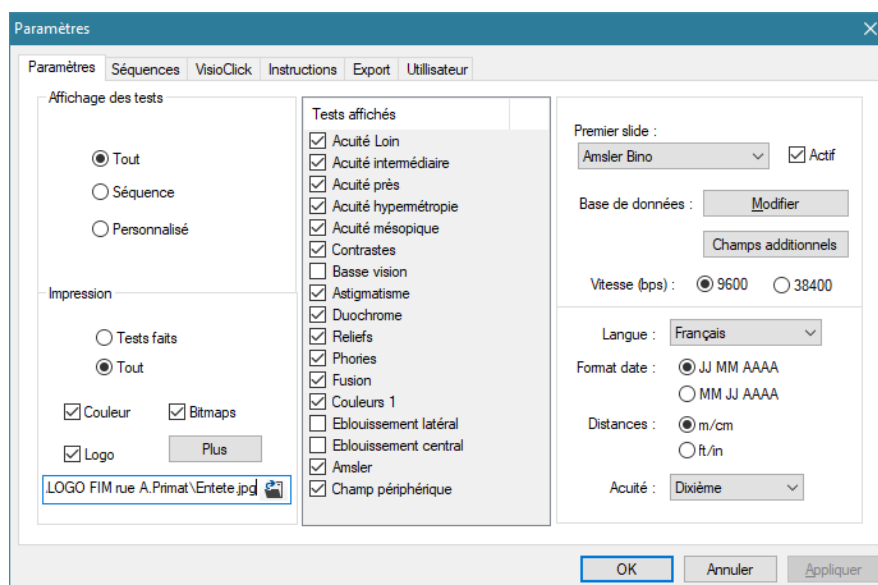 Paramètres
Paramètres Séquences VisioClick Instructions Export Utilisateur
Affichage des tests
Tout
Séquence
Personnalisé
Impression
Tests faits
Tout
Couleur Bitmaps
Logo Plus
.LOGO FIM rue A.Primat\Entete.jpg
Tests affichés
Acuité Loin
Acuité intermédiaire
Acuité près
Acuité hypermétropie
Acuité mésopique
Contrastes
Basse vision
Astigmatisme
Duochrome
Reliefs
Phories
Fusion
Couleurs 1
Eblouissement latéral
Eblouissement central
Amsler
Champ périphérique
Premier slide :
Amsler Bino Actif
Base de données : Modifier
Champs additionnels
Vitesse (bps) : 9600 38400
Langue : Français
Format date : JJ MM AAAA
MM JJ AAAA
Distances : m/cm
ft/in
Acuité : Dixième
OK Annuler Appliquer